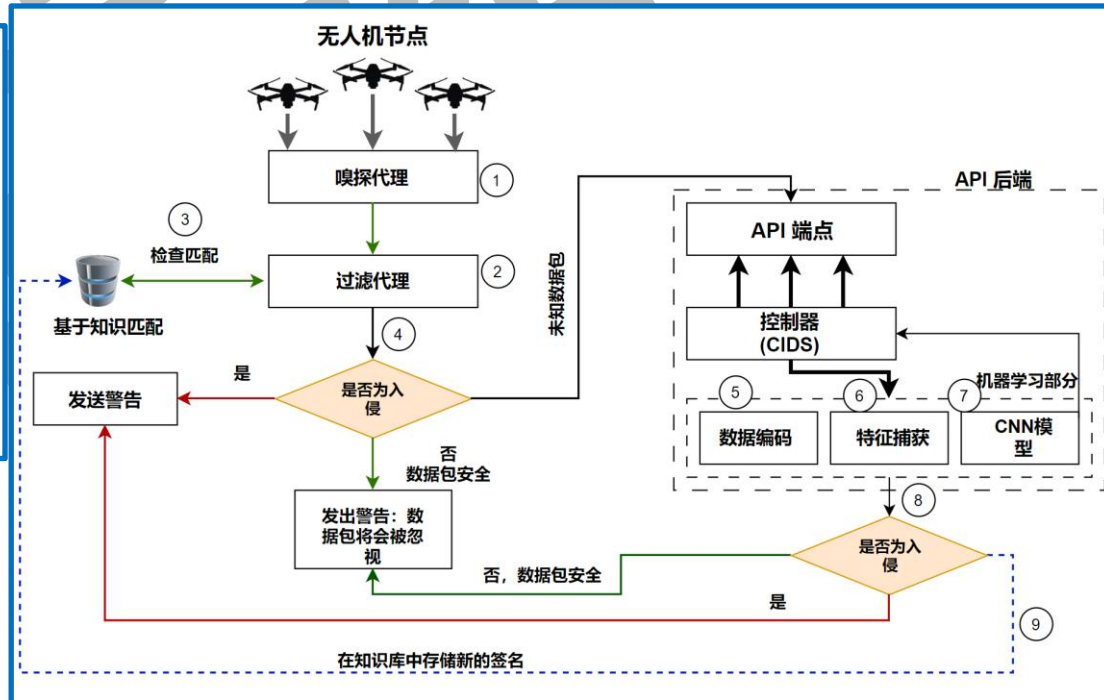 无人机节点
嗅探代理
1
API 后端
3
检查匹配
API 端点
过滤代理
2
未知数据包
基于知识匹配
4
控制器
(CIDS)
是
是否为入
侵
发送警告
机器学习部分
5
6
7
数据编码
特征捕获
CNN模
型
否
数据包安全
8
发出警告：数
据包将会被忽
视
是否为入
侵
否，数据包安全
是
9
在知识库中存储新的签名